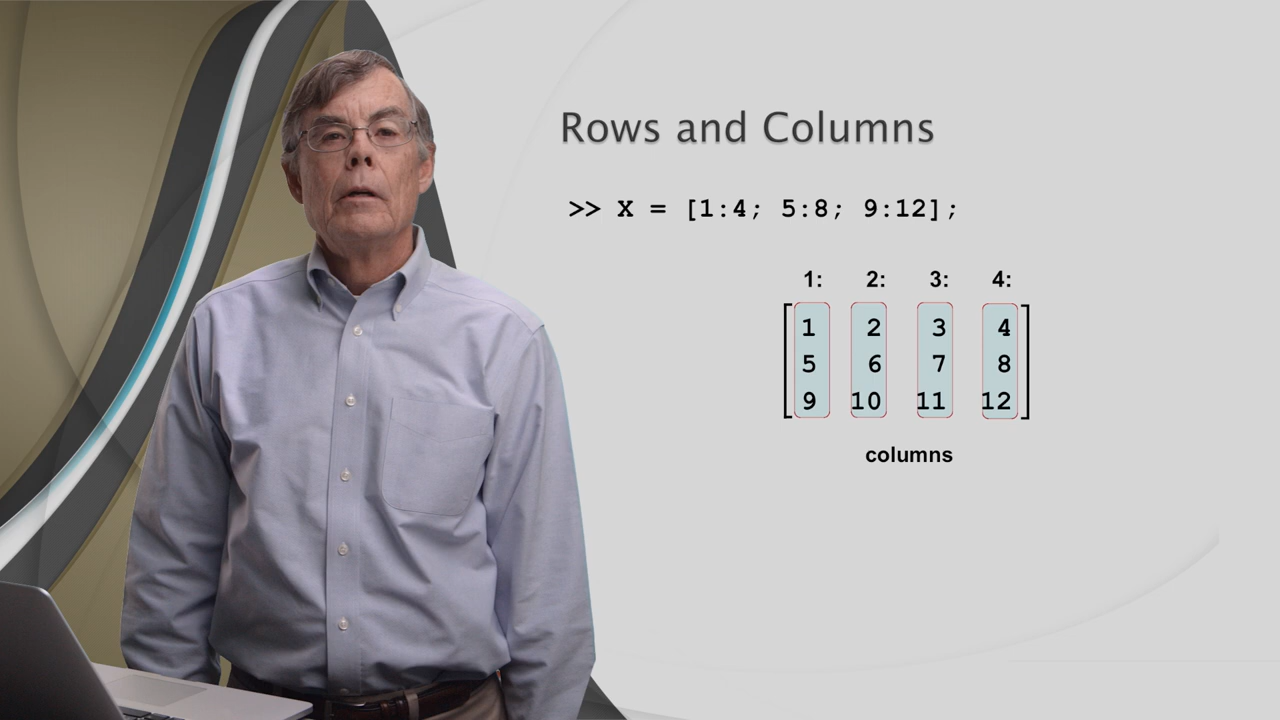 Rows and Columns
>> X = [1:4; 5:8; 9:12];
1: 2: 3: 4:
1 2 3 4
5 6 7 8
9 10 11 12
columns